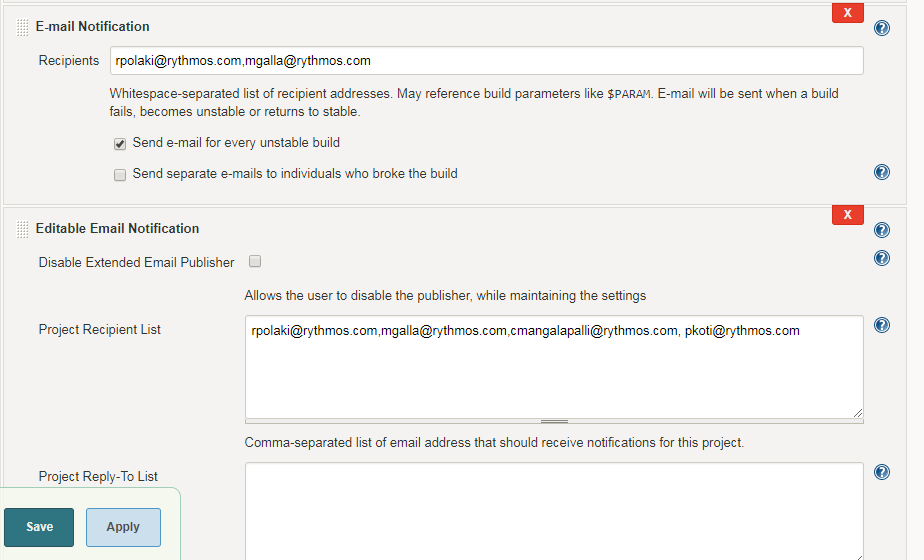 X
E-mail Notification
Recipients rpolaki@rythmos.com,mgalla@rythmos.com
Whitespace-separated list of recipient addresses. May reference build parameters like $PARAM. E-mail will be sent when a build
fails, becomes unstable or returns to stable.
Send e-mail for every unstable build
Send separate e-mails to individuals who broke the build
X
Editable Email Notification
Disable Extended Email Publisher
Allows the user to disable the publisher, while maintaining the settings
Project Recipient List rpolaki@rythmos.com,mgalla@rythmos.com,cmangalapalli@rythmos.com, pkoti@rythmos.com
Comma-separated list of email address that should receive notifications for this project.
Project Reply-To List
Save Apply